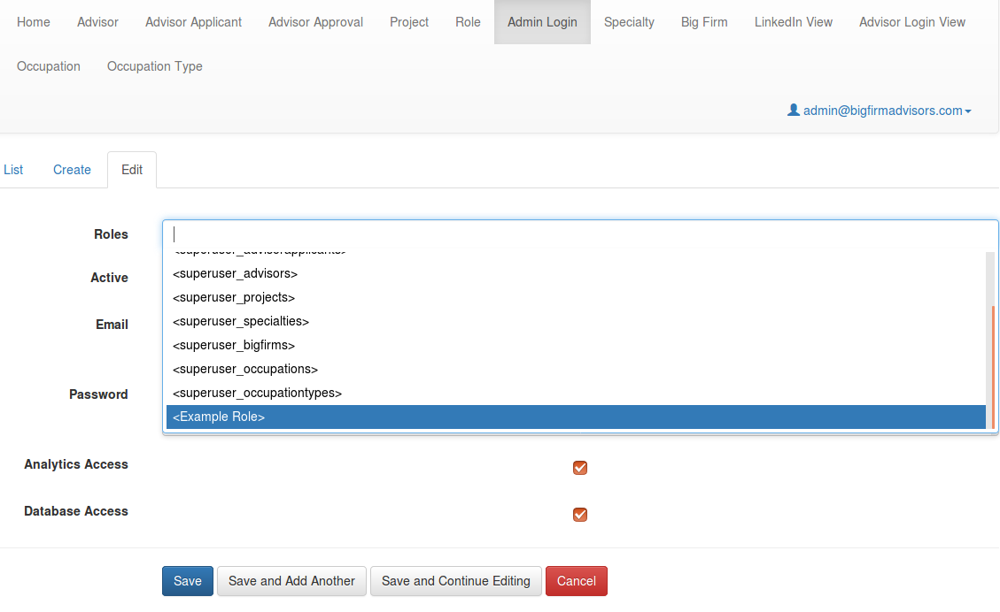 Home Advisor Advisor Applicant Advisor Approval Project Role Admin Login Specialty Big Firm LinkedIn View Advisor Login View
Occupation Occupation Type
admin@bigfirmadvisors.com
List Create Edit
Roles
<superuser_advisorapplicants>
Active
<superuser_advisors>
<superuser_projects>
Email
<superuser_specialties>
<superuser_bigfirms>
<superuser_occupations>
Password
<superuser_occupationtypes>
<Example Role>
Analytics Access
Database Access
Save Save and Add Another Save and Continue Editing Cancel